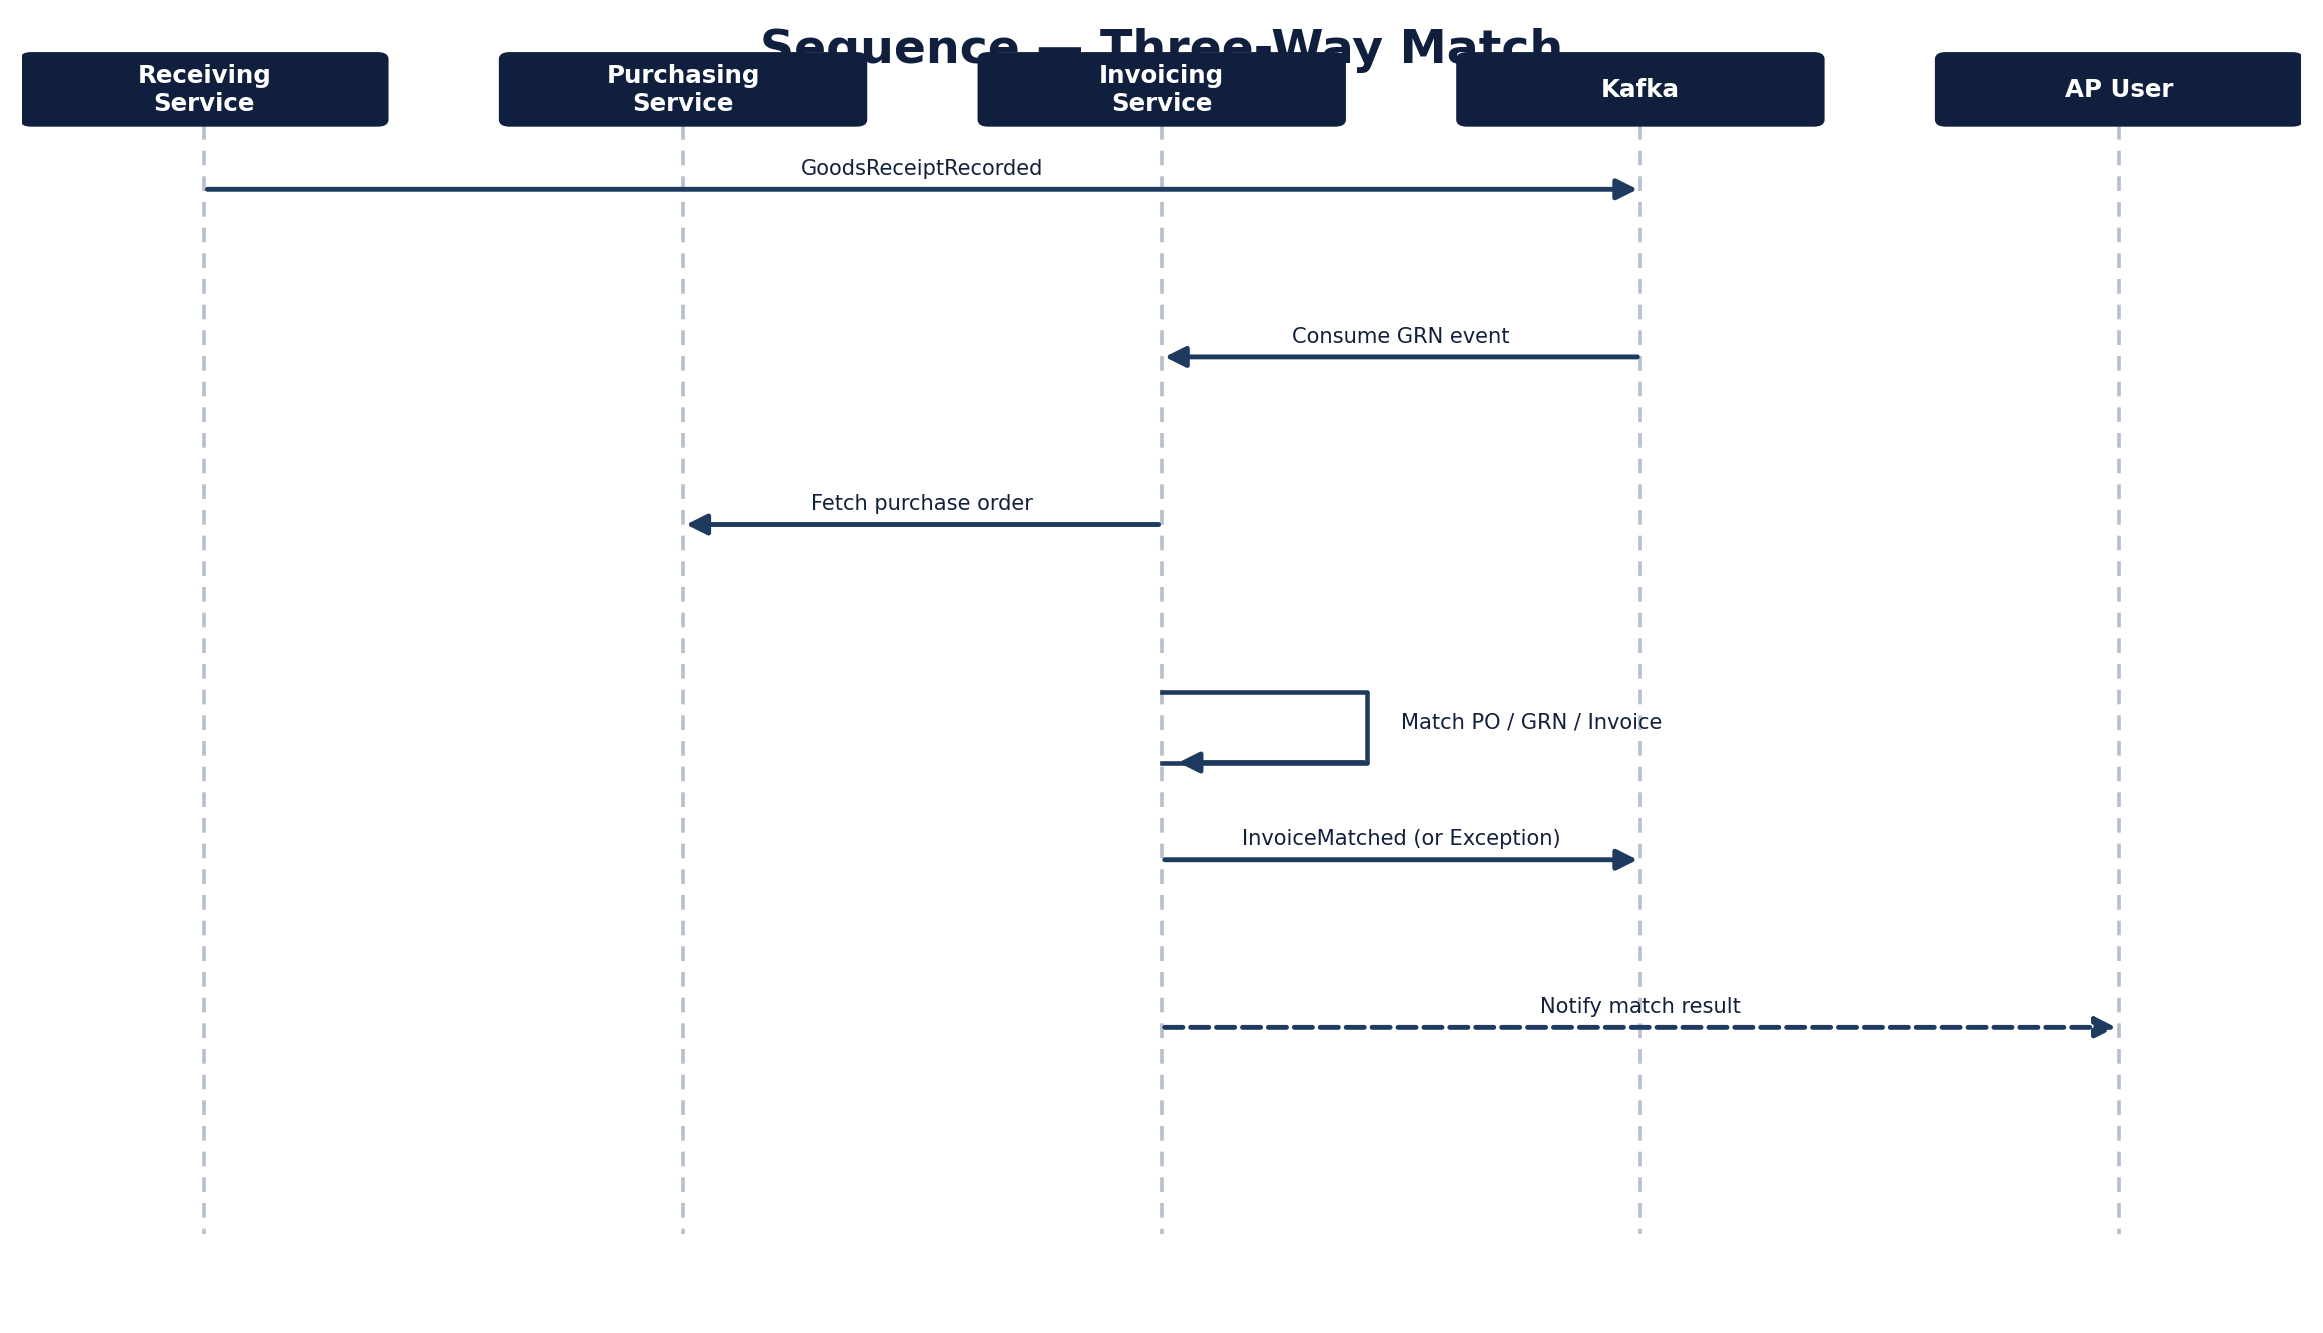 Sequence — Three-Way Match
Receiving
Service
Purchasing
Service
Invoicing
Service
Kafka
AP User
GoodsReceiptRecorded
Consume GRN event
Fetch purchase order
Match PO / GRN / Invoice
InvoiceMatched (or Exception)
Notify match result